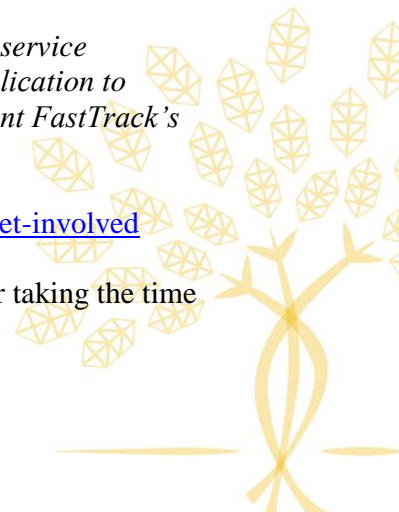 service
lication to
nt FastTrack's
et-involved
r taking the time